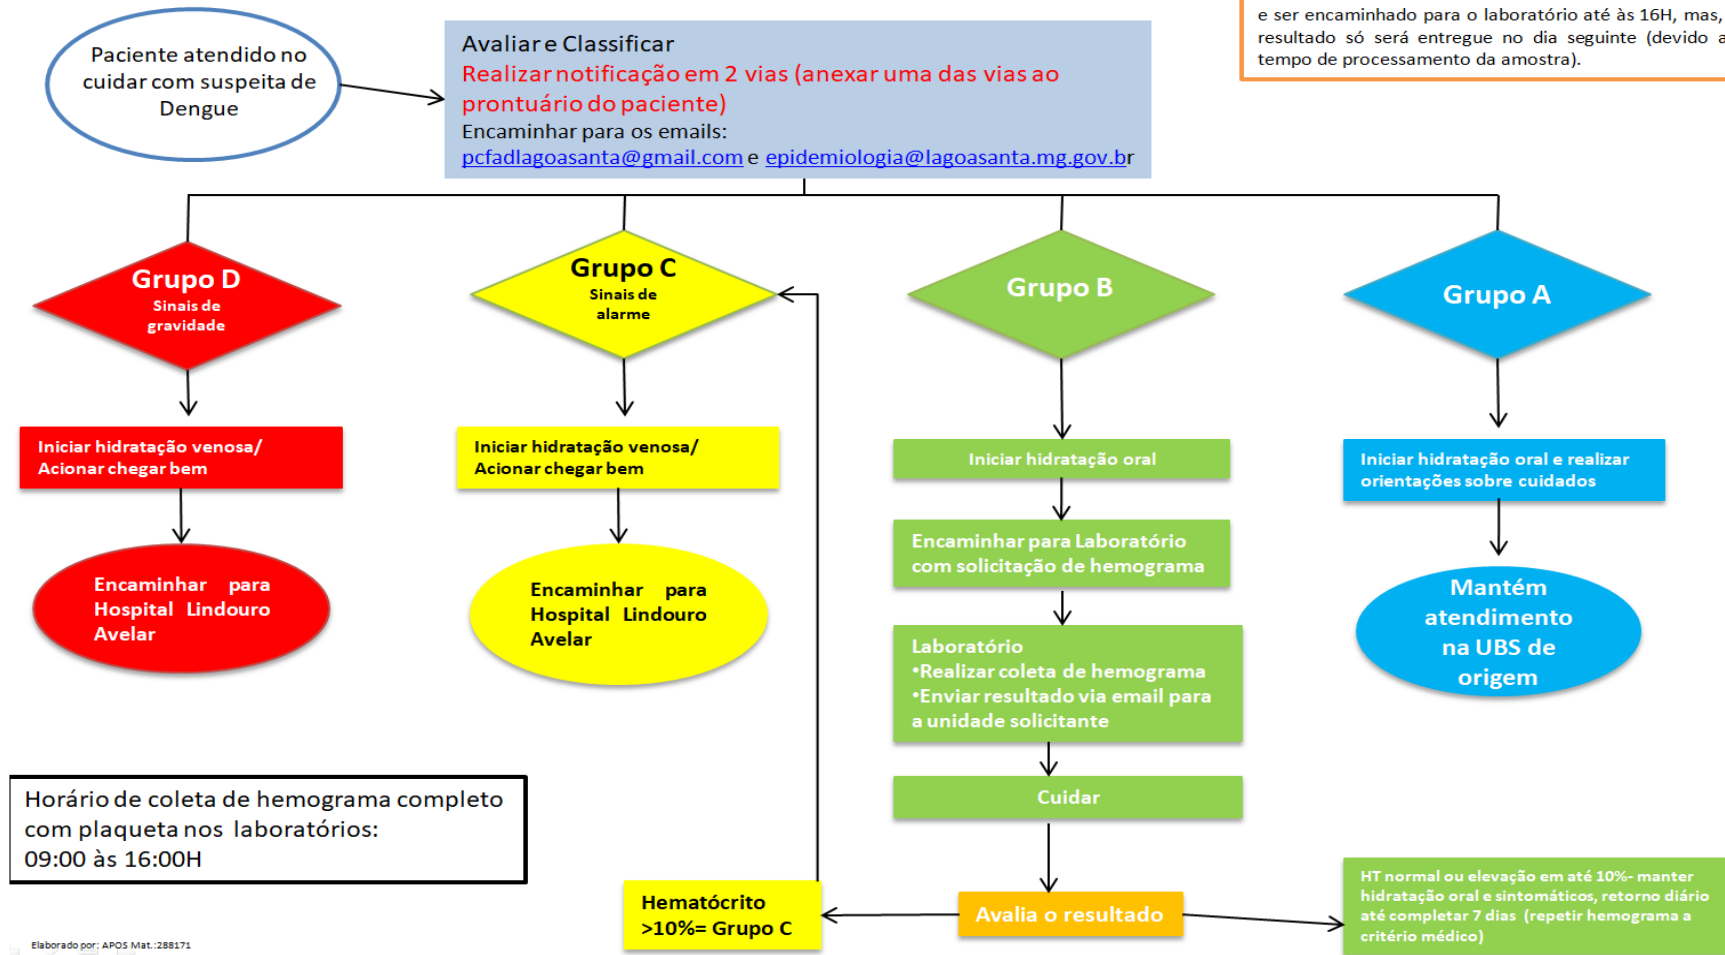 e ser encaminhado para o laboratório até às 16H, mas,
resultado só será entregue no dia seguinte (devido a
tempo de processamento da amostra).
Paciente atendido no
cuidar com suspeita de
Dengue
Avaliar e Classificar
Realizar notificação em 2 vias (anexar uma das vias ao
prontuário do paciente)
Encaminhar para os emails:
pcfadlagoasanta@gmail.com e epidemiologia@lagoasanta.mg.gov.br
Grupo D
Sinais de
gravidade
Grupo C
Sinais de
alarme
Grupo B
Grupo A
Iniciar hidratação venosa/
Acionar chegar bem
Iniciar hidratação venosa/
Acionar chegar bem
Iniciar hidratação oral
Iniciar hidratação oral e realizar
orientações sobre cuidados
Encaminhar para
Hospital Lindouro
Avelar
Encaminhar para
Hospital Lindouro
Avelar
Encaminhar para Laboratório
com solicitação de hemograma
Mantém
atendimento
na UBS de
origem
Laboratório
•Realizar coleta de hemograma
•Enviar resultado via email para
a unidade solicitante
Cuidar
Horário de coleta de hemograma completo
com plaqueta nos laboratórios:
09:00 às 16:00H
Hematócrito
>10%= Grupo C
Avalia o resultado
HT normal ou elevação em até 10%- manter
hidratação oral e sintomáticos, retorno diário
até completar 7 dias (repetir hemograma a
critério médico)
Elaborado por: APOS Mat.:288171